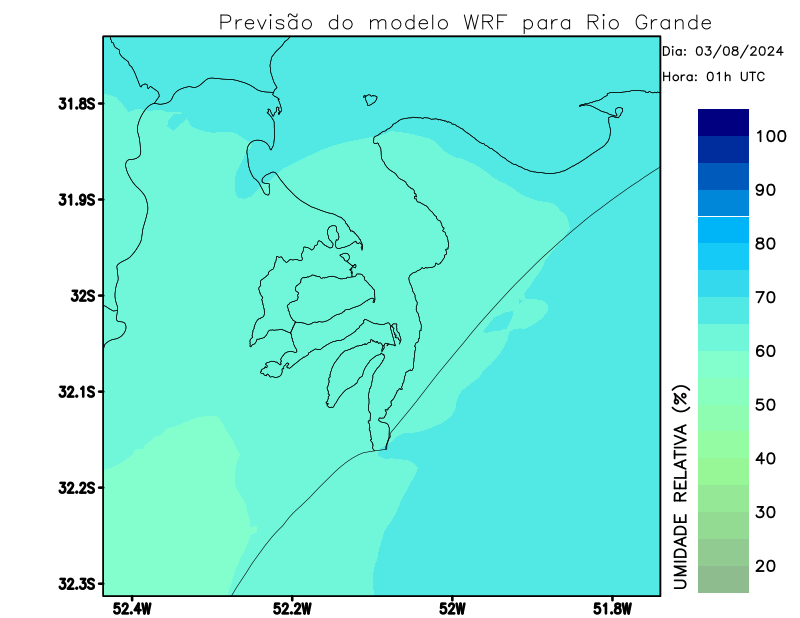 Previsão do modelo WRF para Rio Grande
Dia: 03/08/2024
Hora: 01h UTC
31.8S
31.9S
32S
32.1S
32.2S
32.3S
52.4W
52.2W
52W
51.8W
100
90
80
70
60
50
40
30
20
UMIDADE RELATIVA (%)